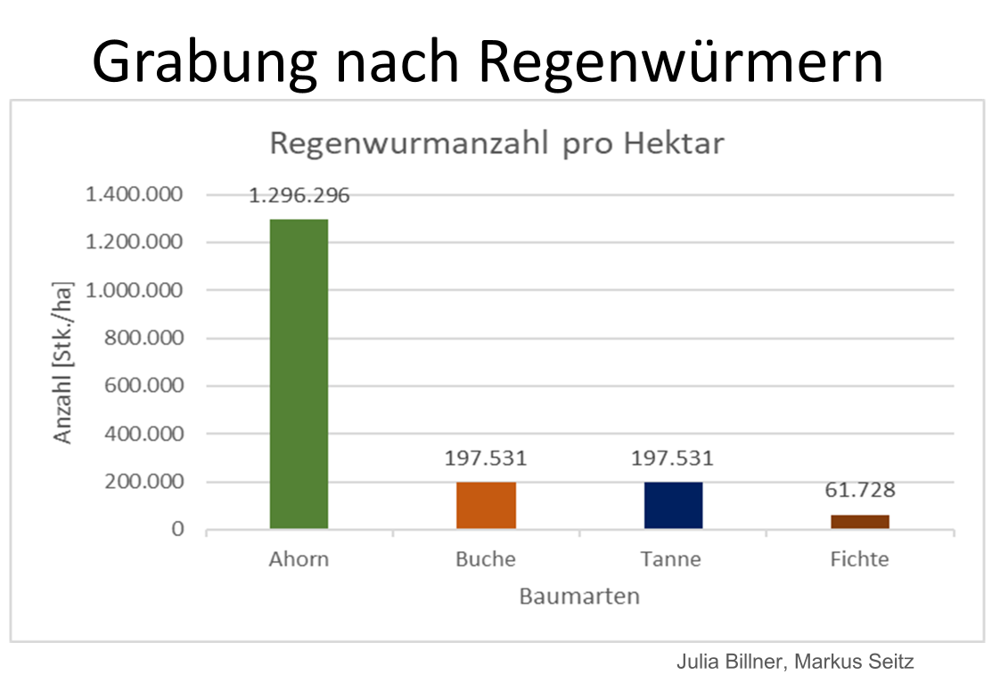 Grabung nach Regenwürmern
Regenwurmanzahl pro Hektar
1.400.000
1.200.000
1.000.000
800.000
600.000
400.000
200.000
0
Anzahl [Stk./ha]
1.296.296
197.531
197.531
61.728
Ahorn Buche Tanne Fichte
Baumarten
Julia Billner, Markus Seitz